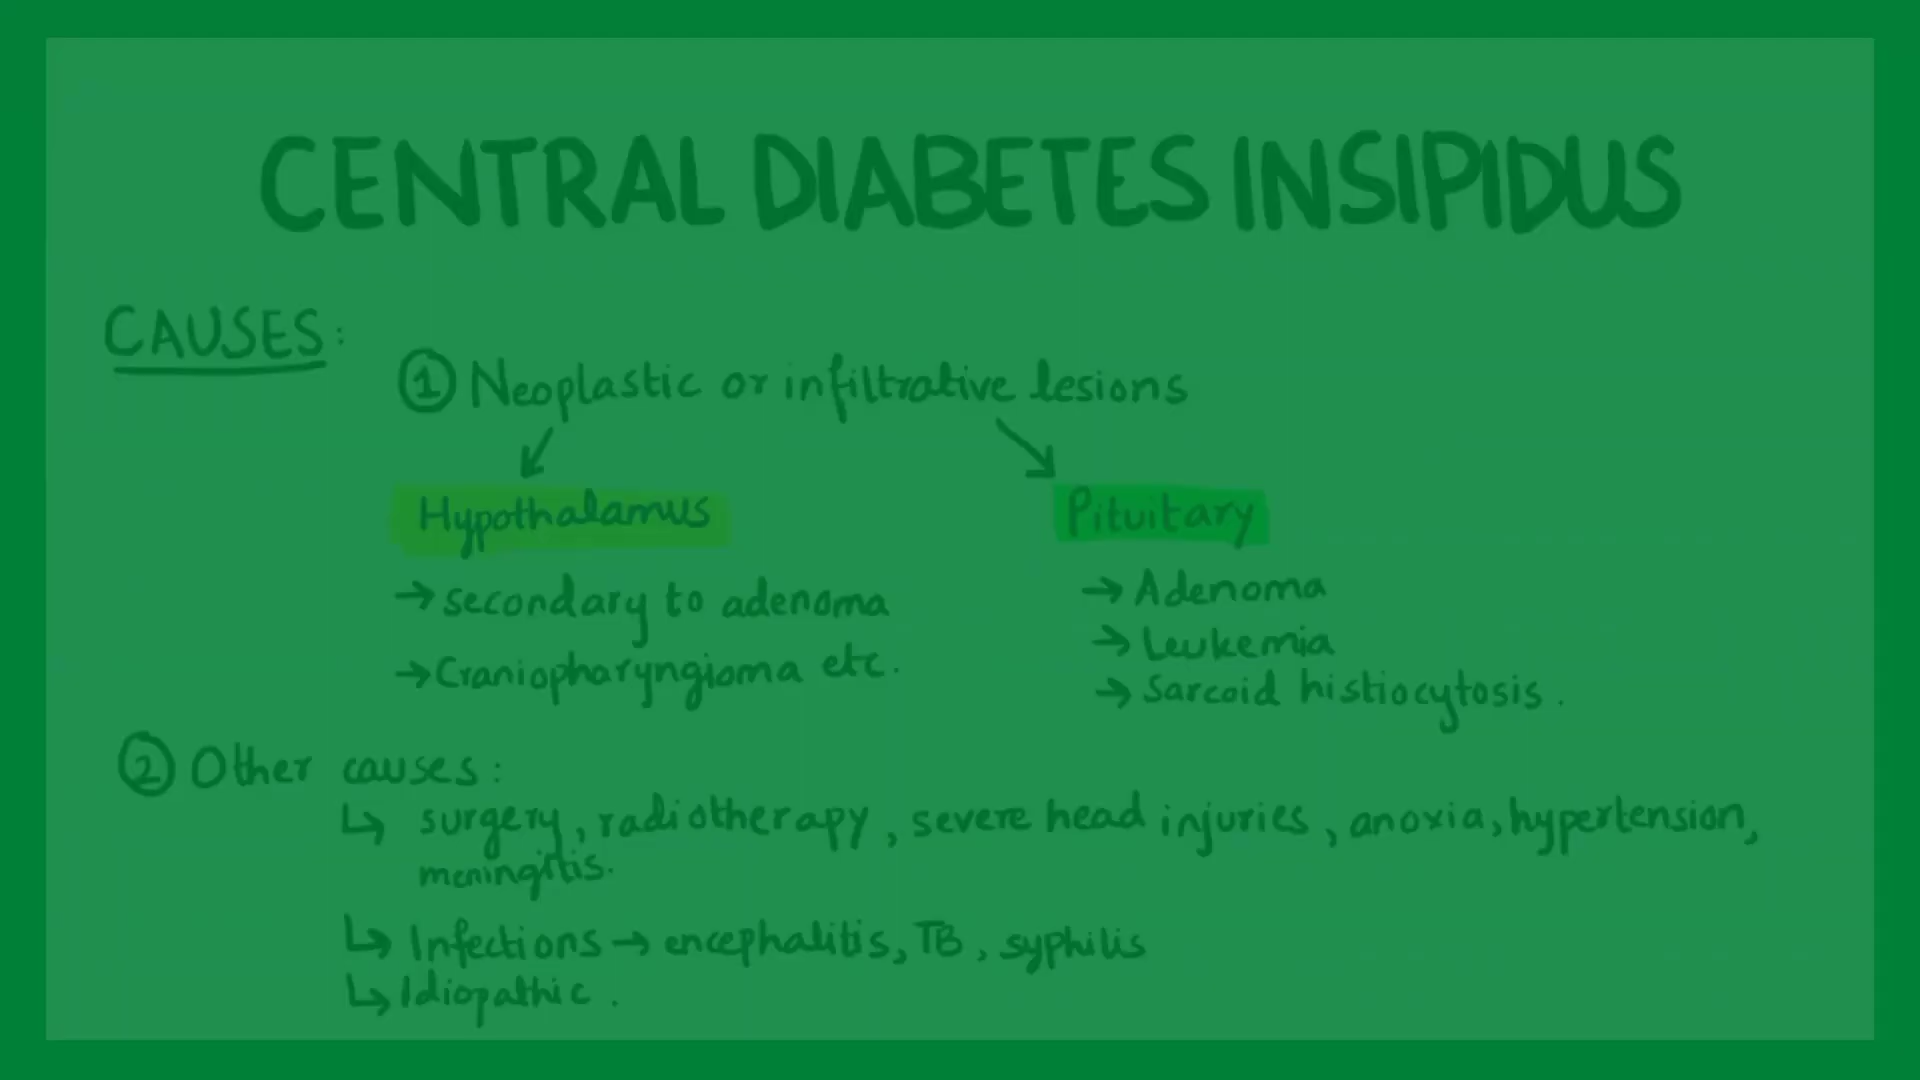 CENTRAL DIABETES INSIPIDUS
CAUSES:
① Neoplastic or infiltrative lesions
Hypothalamus
→ secondary to adenoma
→ Craniopharyngioma etc.
Pituitary
→ Adenoma
→ Leukemia
→ Sarcoid histiocytosis.
② Other causes:
↳ surgery, radiotherapy, severe head injuries, anoxia, hypertension,
meningitis.
↳ Infections → encephalitis, TB, syphilis
↳ Idiopathic.